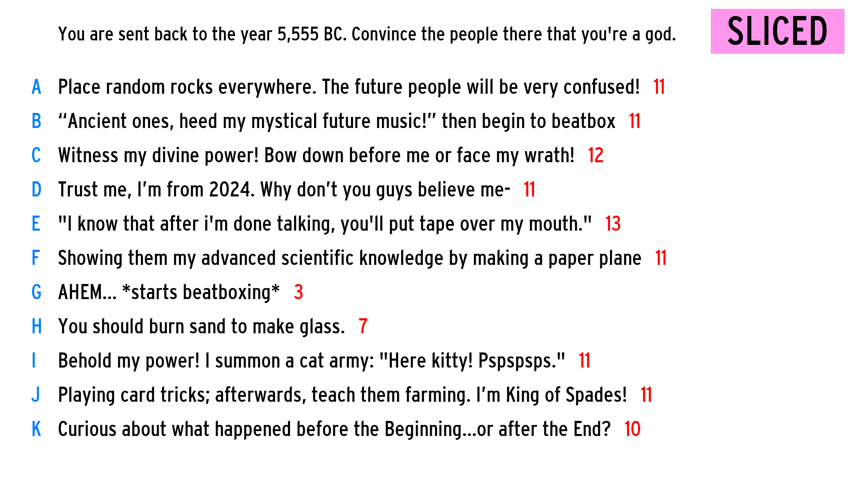 You are sent back to the year 5,555 BC. Convince the people there that you're a god.
SLICED
A Place random rocks everywhere. The future people will be very confused! 11
B “Ancient ones, heed my mystical future music!” then begin to beatbox 11
C Witness my divine power! Bow down before me or face my wrath! 12
D Trust me, I’m from 2024. Why don’t you guys believe me- 11
E "I know that after i'm done talking, you'll put tape over my mouth." 13
F Showing them my advanced scientific knowledge by making a paper plane 11
G AHEM... *starts beatboxing* 3
H You should burn sand to make glass. 7
I Behold my power! I summon a cat army: "Here kitty! Pspspsps." 11
J Playing card tricks; afterwards, teach them farming. I’m King of Spades! 11
K Curious about what happened before the Beginning...or after the End? 10